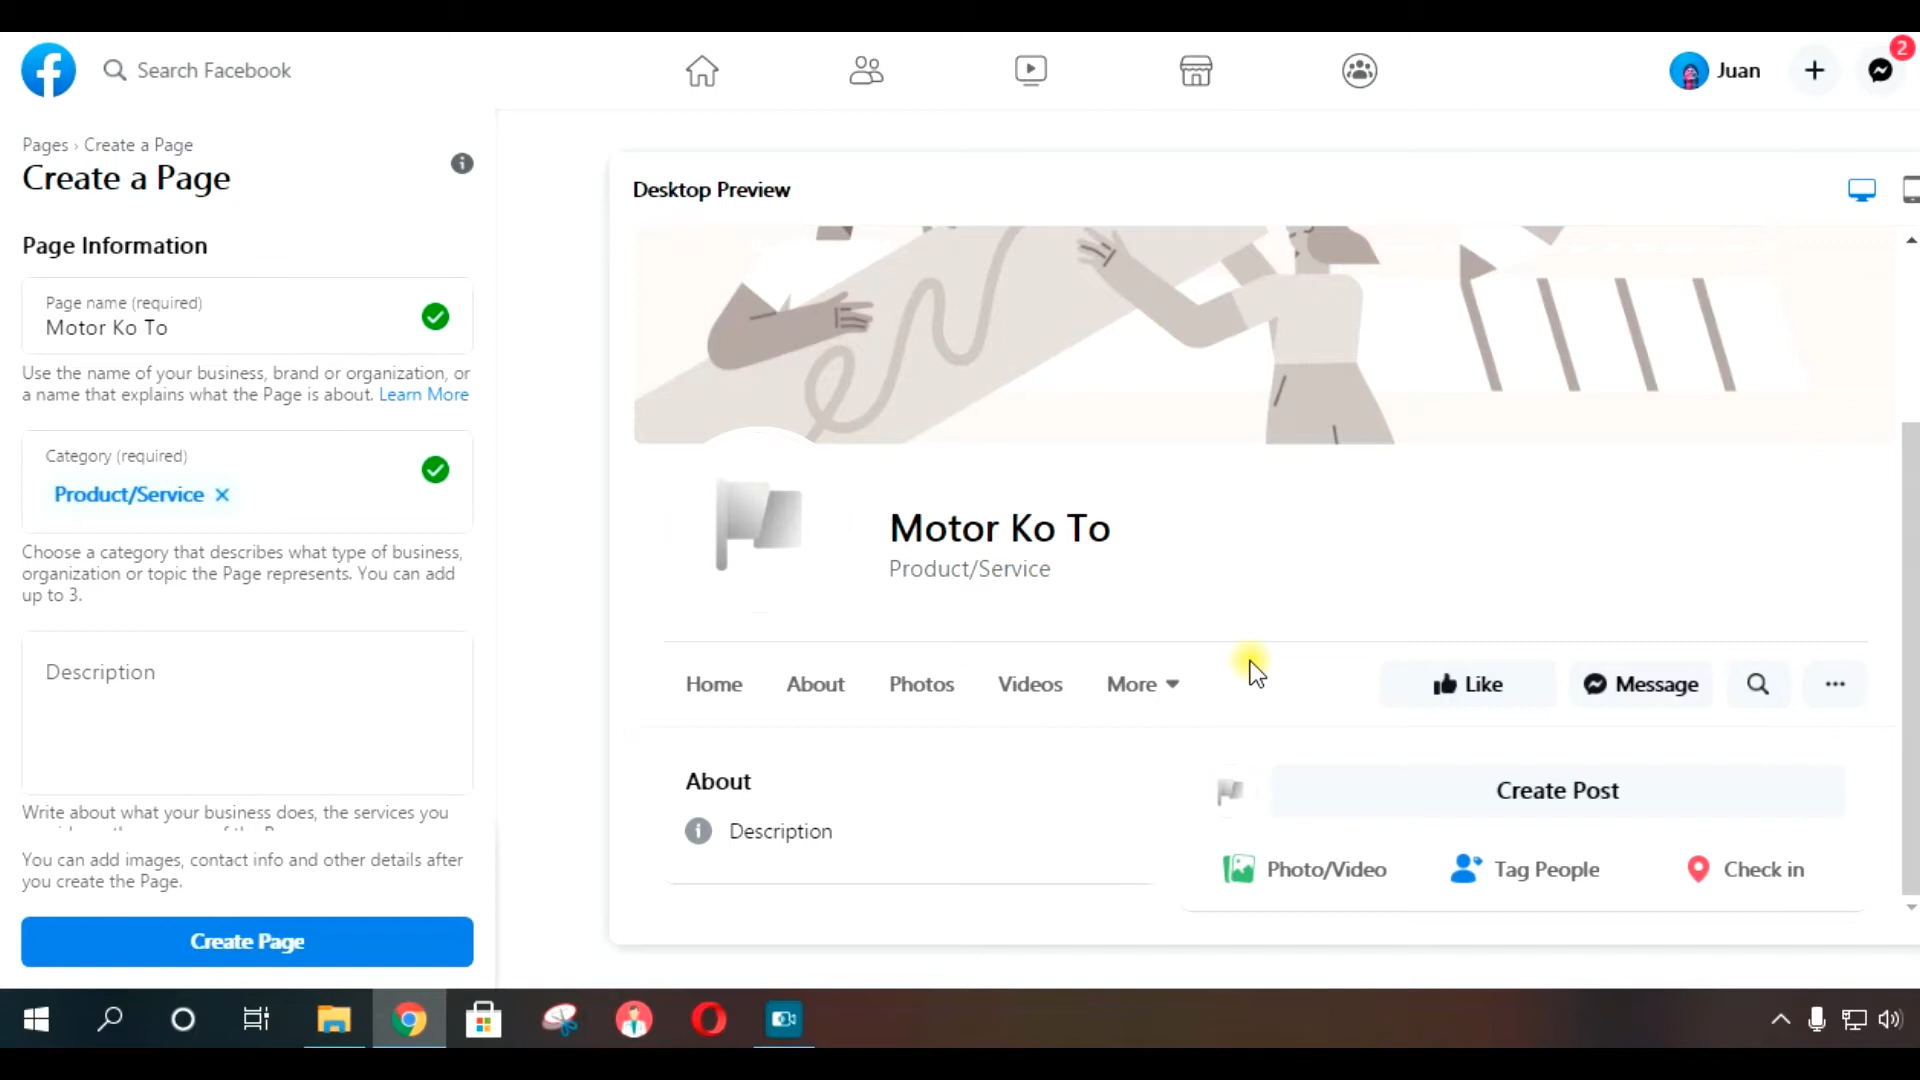 Search Facebook
Juan
2
Pages › Create a Page
Create a Page
Page Information
Page name (required)
Motor Ko To
Use the name of your business, brand or organization, or
a name that explains what the Page is about. Learn More
Category (required)
Product/Service
Choose a category that describes what type of business,
organization or topic the Page represents. You can add
up to 3.
Description
Write about what your business does, the services you
You can add images, contact info and other details after
you create the Page.
Create Page
Desktop Preview
Motor Ko To
Product/Service
Home About Photos Videos More
Like Message
About
Description
Create Post
Photo/Video Tag People Check in